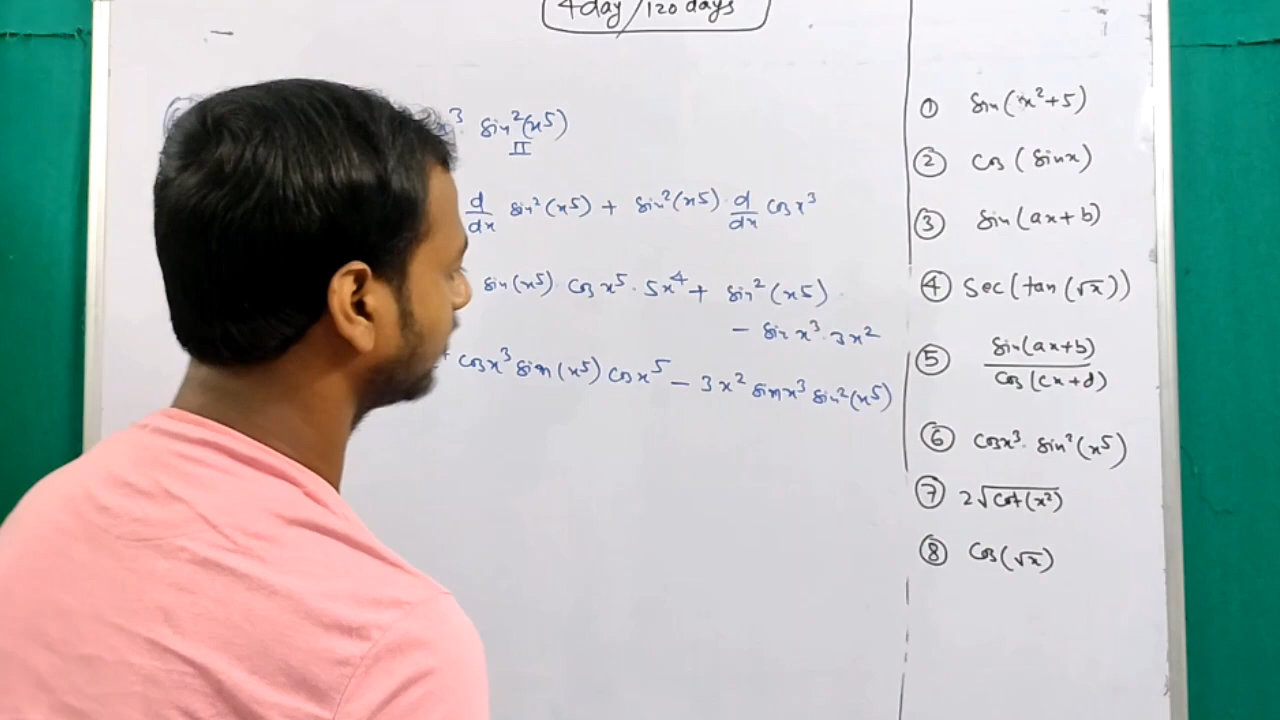 4 day / 120 days
x³ sin²(x⁵)
II
d/dx sin²(x⁵) + sin²(x⁵) · d/dx cos x³
sin(x⁵) · cos x⁵ · 5x⁴ + sin²(x⁵) ·
− sin x³ · 3x²
cos x³ sin(x⁵) cos x⁵ − 3x² sin x³ sin²(x⁵)
① sin(x²+5)
② cos(sin x)
③ sin(ax+b)
④ Sec(tan(√x))
⑤ sin(ax+b) / cos(cx+d)
⑥ cos x³ · sin²(x⁵)
⑦ 2√cot(x²)
⑧ cos(√x)